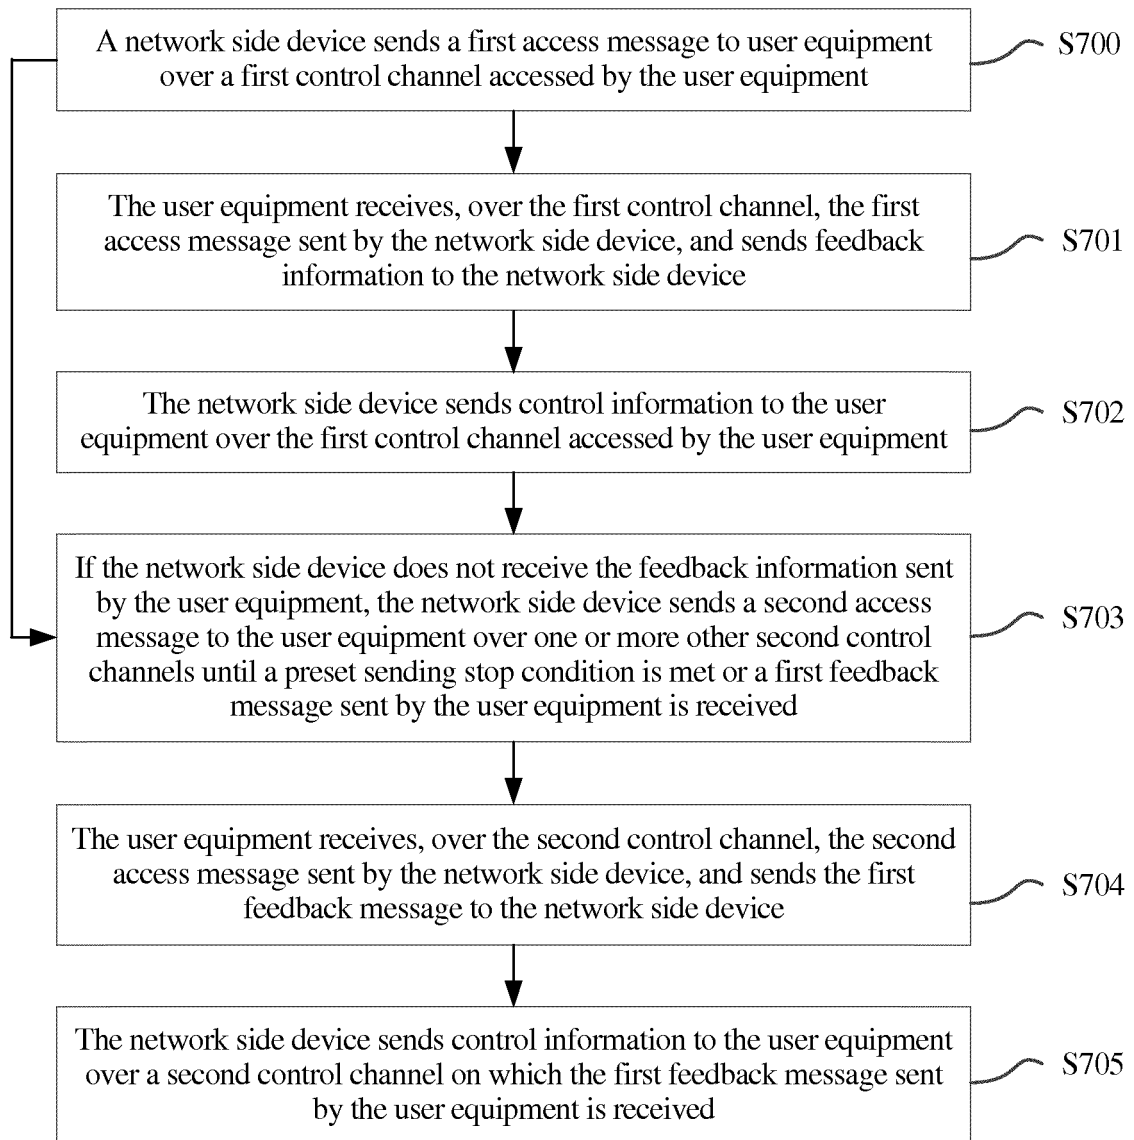 A network side device sends a first access message to user equipment
over a first control channel accessed by the user equipment
S700
The user equipment receives, over the first control channel, the first
access message sent by the network side device, and sends feedback
information to the network side device
S701
The network side device sends control information to the user
equipment over the first control channel accessed by the user equipment
S702
If the network side device does not receive the feedback information sent
by the user equipment, the network side device sends a second access
message to the user equipment over one or more other second control
channels until a preset sending stop condition is met or a first feedback
message sent by the user equipment is received
S703
The user equipment receives, over the second control channel, the second
access message sent by the network side device, and sends the first
feedback message to the network side device
S704
The network side device sends control information to the user equipment
over a second control channel on which the first feedback message sent
by the user equipment is received
S705